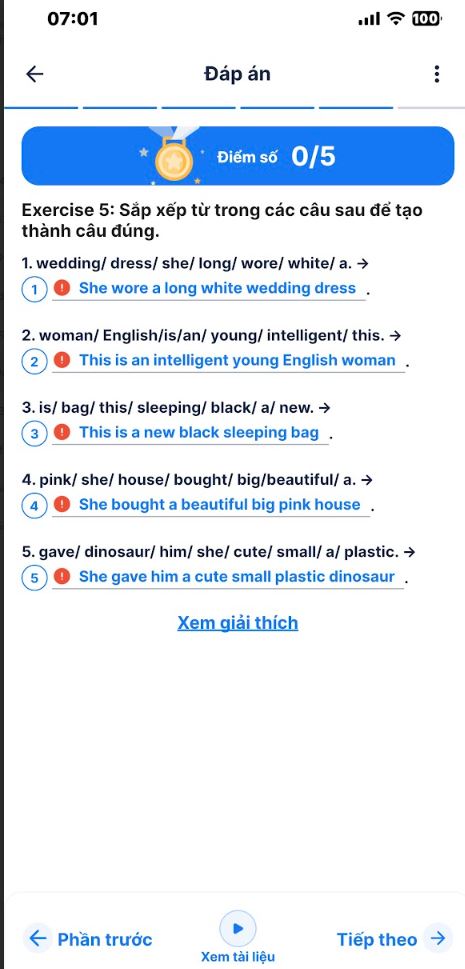 07:01 100
Đáp án
Điểm số 0/5
Exercise 5: Sắp xếp từ trong các câu sau để tạo
thành câu đúng.
1. wedding/ dress/ she/ long/ wore/ white/ a. →
1 ! She wore a long white wedding dress .
2. woman/ English/is/an/ young/ intelligent/ this. →
2 ! This is an intelligent young English woman .
3. is/ bag/ this/ sleeping/ black/ a/ new. →
3 ! This is a new black sleeping bag .
4. pink/ she/ house/ bought/ big/beautiful/ a. →
4 ! She bought a beautiful big pink house .
5. gave/ dinosaur/ him/ she/ cute/ small/ a/ plastic. →
5 ! She gave him a cute small plastic dinosaur .
Xem giải thích
← Phần trước
Xem tài liệu
Tiếp theo →